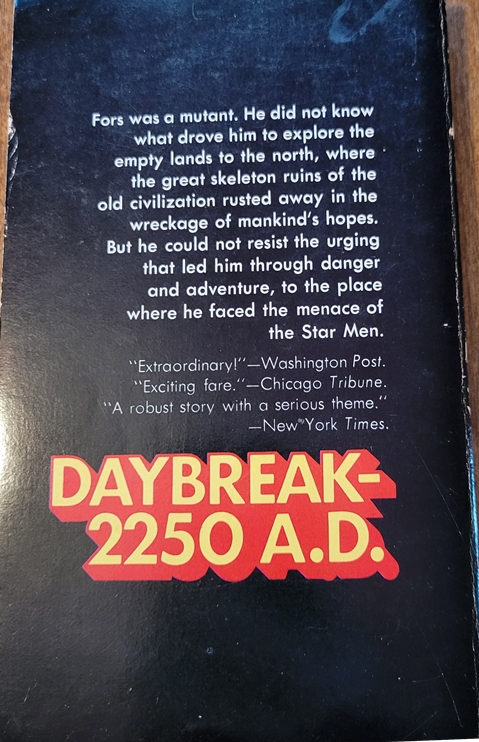 Fors was a mutant. He did not know
what drove him to explore the
empty lands to the north, where
the great skeleton ruins of the
old civilization rusted away in the
wreckage of mankind's hopes.
But he could not resist the urging
that led him through danger
and adventure, to the place
where he faced the menace of
the Star Men.
"Extraordinary!"—Washington Post.
"Exciting fare."—Chicago Tribune.
"A robust story with a serious theme."
—New York Times.
DAYBREAK-
2250 A.D.